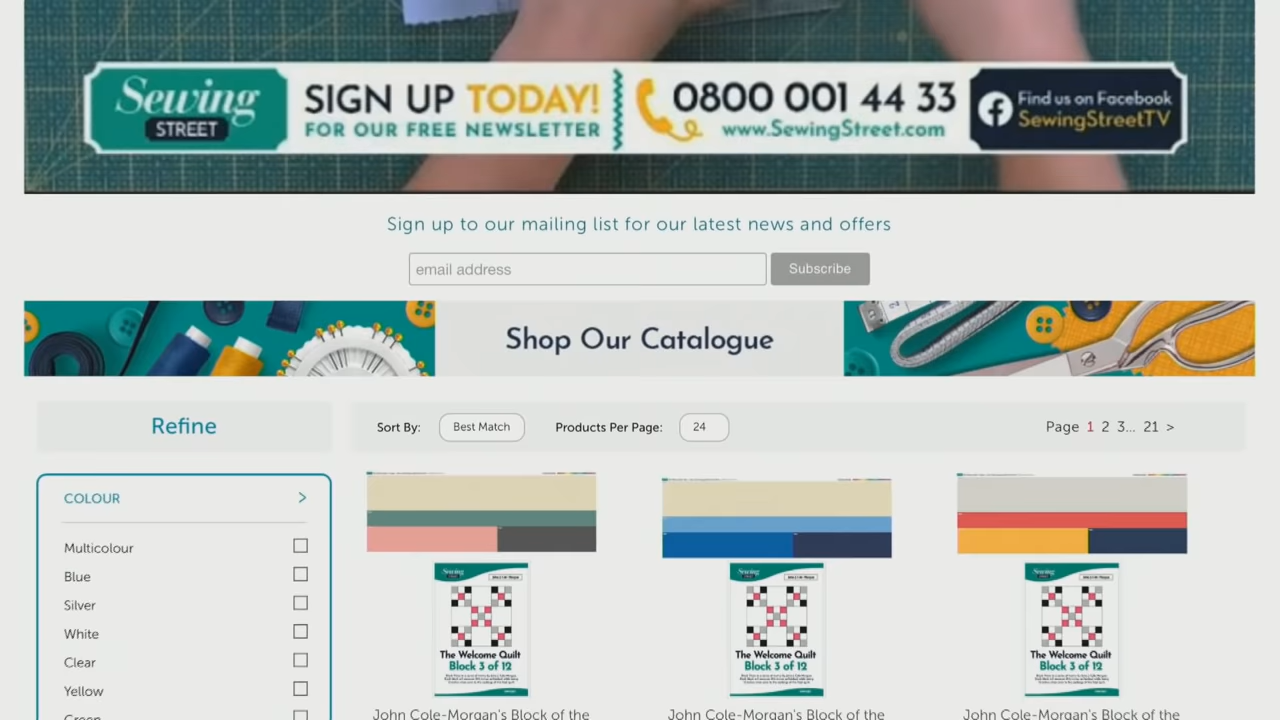 Sewing
STREET
SIGN UP TODAY!
FOR OUR FREE NEWSLETTER
0800 001 44 33
www.SewingStreet.com
Find us on Facebook
SewingStreetTV
Sign up to our mailing list for our latest news and offers
email address
Subscribe
Shop Our Catalogue
Refine
Sort By:
Best Match
Products Per Page:
24
Page 1 2 3... 21 >
COLOUR >
Multicolour
Blue
Silver
White
Clear
Yellow
Green
Sewing
The Welcome Quilt
Block 3 of 12
Sewing
The Welcome Quilt
Block 3 of 12
Sewing
The Welcome Quilt
Block 3 of 12
John Cole-Morgan's Block of the
John Cole-Morgan's Block of the
John Cole-Morgan's Block of the